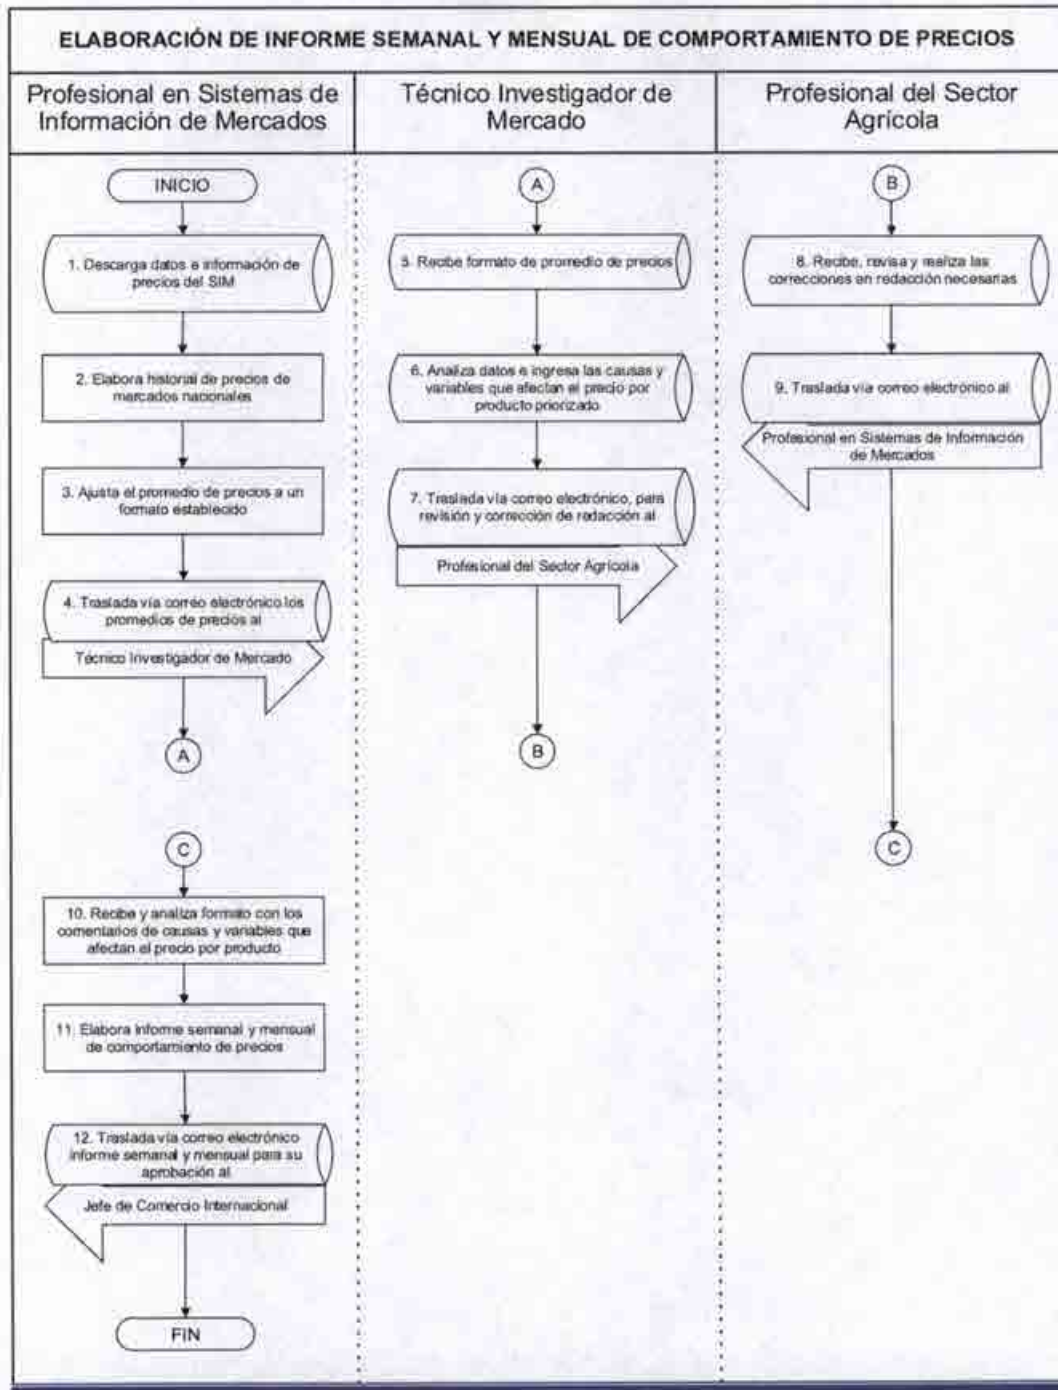 ELABORACIÓN DE INFORME SEMANAL Y MENSUAL DE COMPORTAMIENTO DE PRECIOS
Profesional en Sistemas de
Información de Mercados
Técnico Investigador de
Mercado
Profesional del Sector
Agrícola
INICIO
1. Descarga datos e información de
precios del SIM
2. Elabora historial de precios de
mercados nacionales
3. Ajusta el promedio de precios a un
formato establecido
4. Traslada vía correo electrónico los
promedios de precios al
Técnico Investigador de Mercado
A
C
10. Recibe y analiza formato con los
comentarios de causas y variables que
afectan el precio por producto
11. Elabora informe semanal y mensual
de comportamiento de precios
12. Traslada vía correo electrónico
informe semanal y mensual para su
aprobación al
Jefe de Comercio Internacional
FIN
A
5. Recibe formato de promedio de precios
6. Analiza datos e ingresa las causas y
variables que afectan el precio por
producto priorizado
7. Traslada vía correo electrónico, para
revisión y corrección de redacción al
Profesional del Sector Agrícola
B
B
8. Recibe, revisa y realiza las
correcciones en redacción necesarias
9. Traslada vía correo electrónico al
Profesional en Sistemas de Información
de Mercados
C